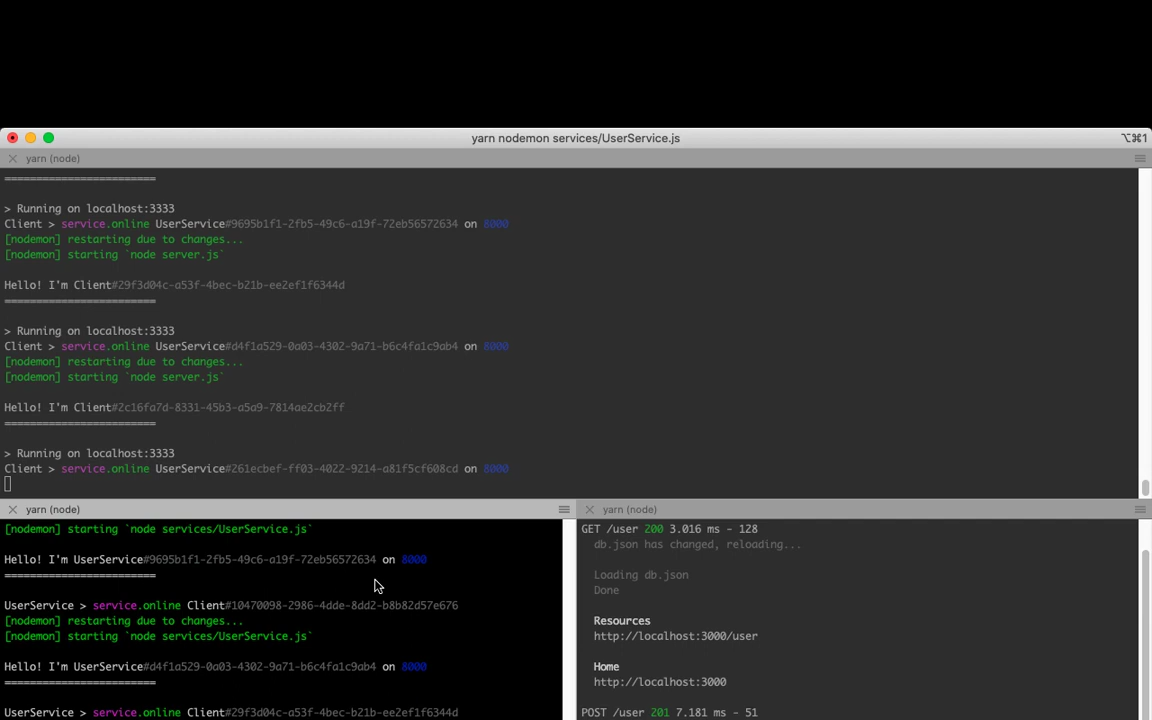 yarn nodemon services/UserService.js
⌥⌘1
yarn (node)
=========================
> Running on localhost:3333
Client > service.online UserService#9695b1f1-2fb5-49c6-a19f-72eb56572634 on 8000
[nodemon] restarting due to changes...
[nodemon] starting `node server.js`
Hello! I'm Client#29f3d04c-a53f-4bec-b21b-ee2ef1f6344d
=========================
> Running on localhost:3333
Client > service.online UserService#d4f1a529-0a03-4302-9a71-b6c4fa1c9ab4 on 8000
[nodemon] restarting due to changes...
[nodemon] starting `node server.js`
Hello! I'm Client#2c16fa7d-8331-45b3-a5a9-7814ae2cb2ff
=========================
> Running on localhost:3333
Client > service.online UserService#261ecbef-ff03-4022-9214-a81f5cf608cd on 8000
yarn (node)
[nodemon] starting `node services/UserService.js`
Hello! I'm UserService#9695b1f1-2fb5-49c6-a19f-72eb56572634 on 8000
=========================
UserService > service.online Client#10470098-2986-4dde-8dd2-b8b82d57e676
[nodemon] restarting due to changes...
[nodemon] starting `node services/UserService.js`
Hello! I'm UserService#d4f1a529-0a03-4302-9a71-b6c4fa1c9ab4 on 8000
=========================
UserService > service.online Client#29f3d04c-a53f-4bec-b21b-ee2ef1f6344d
yarn (node)
GET /user 200 3.016 ms - 128
db.json has changed, reloading...
Loading db.json
Done
Resources
http://localhost:3000/user
Home
http://localhost:3000
POST /user 201 7.181 ms - 51